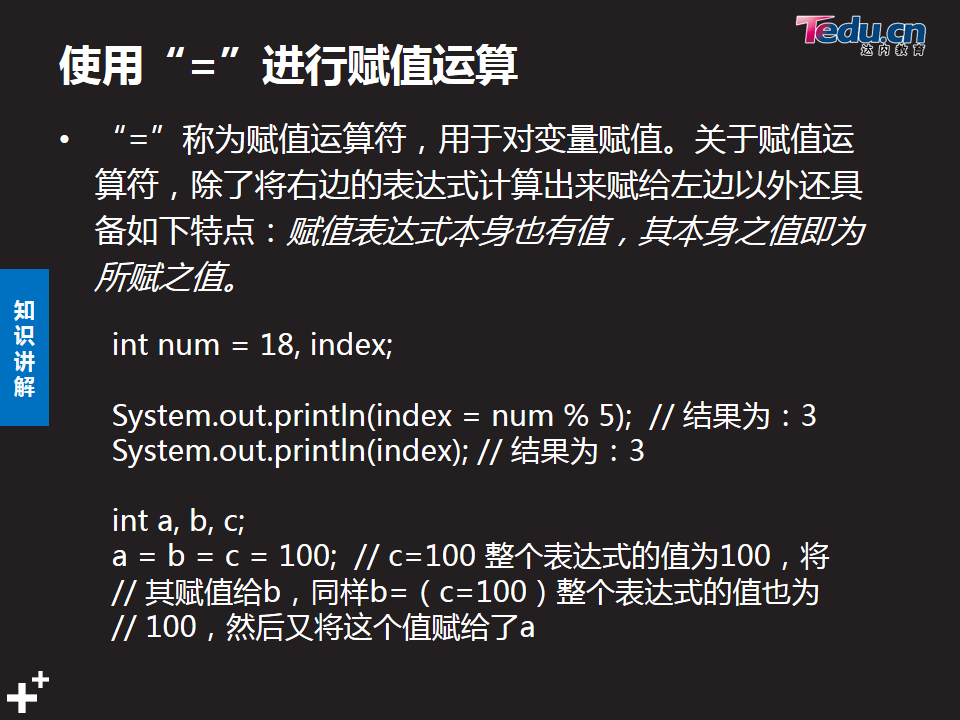 Tedu.cn
达内教育
使用“=”进行赋值运算
• “=”称为赋值运算符，用于对变量赋值。关于赋值运
算符，除了将右边的表达式计算出来赋给左边以外还具
备如下特点：赋值表达式本身也有值，其本身之值即为
所赋之值。
知识讲解
int num = 18, index;
System.out.println(index = num % 5);  // 结果为：3
System.out.println(index); // 结果为：3
int a, b, c;
a = b = c = 100;  // c=100 整个表达式的值为100，将
// 其赋值给b，同样b=（c=100）整个表达式的值也为
// 100，然后又将这个值赋给了a